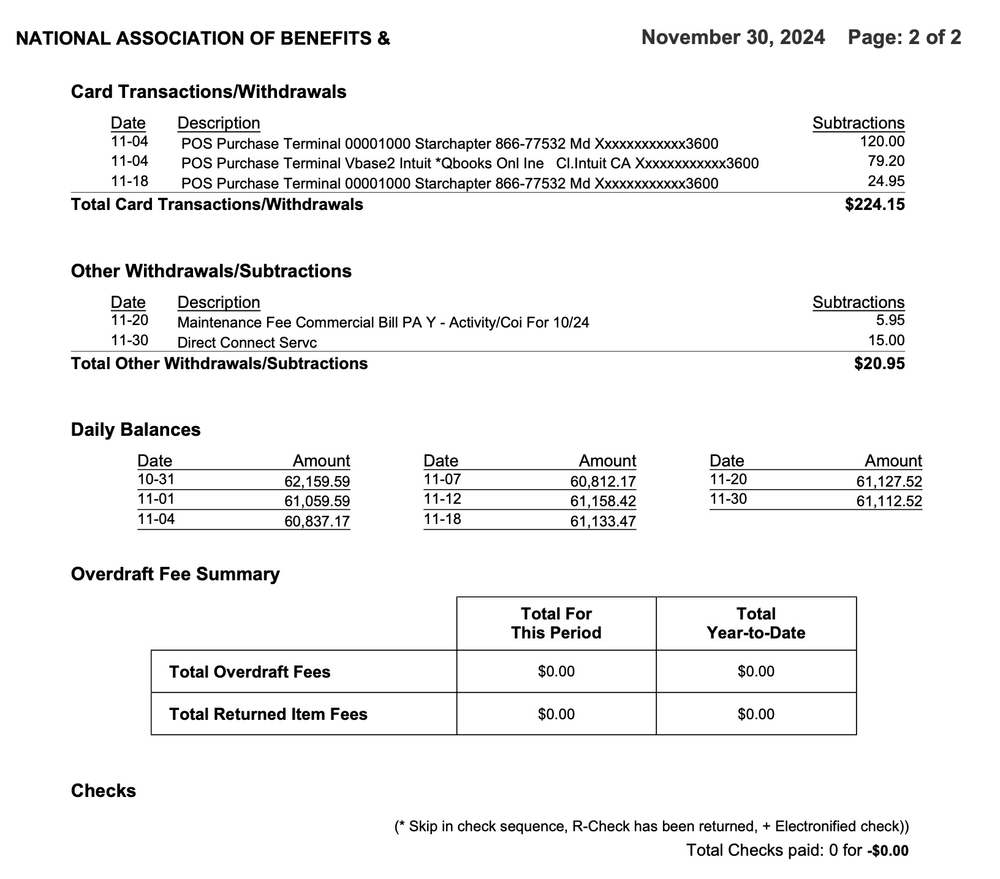 NATIONAL ASSOCIATION OF BENEFITS & November 30, 2024 Page: 2 of 2
Card Transactions/Withdrawals
Date Description Subtractions
11-04 POS Purchase Terminal 00001000 Starchapter 866-77532 Md Xxxxxxxxxxxx3600 120.00
11-04 POS Purchase Terminal Vbase2 Intuit *Qbooks Onl Ine Cl.Intuit CA Xxxxxxxxxxxx3600 79.20
11-18 POS Purchase Terminal 00001000 Starchapter 866-77532 Md Xxxxxxxxxxxx3600 24.95
Total Card Transactions/Withdrawals $224.15
Other Withdrawals/Subtractions
Date Description Subtractions
11-20 Maintenance Fee Commercial Bill PA Y - Activity/Coi For 10/24 5.95
11-30 Direct Connect Servc 15.00
Total Other Withdrawals/Subtractions $20.95
Daily Balances
Date Amount Date Amount Date Amount
10-31 62,159.59 11-07 60,812.17 11-20 61,127.52
11-01 61,059.59 11-12 61,158.42 11-30 61,112.52
11-04 60,837.17 11-18 61,133.47
Overdraft Fee Summary
Total For Total
This Period Year-to-Date
Total Overdraft Fees $0.00 $0.00
Total Returned Item Fees $0.00 $0.00
Checks
(* Skip in check sequence, R-Check has been returned, + Electronified check))
Total Checks paid: 0 for -$0.00